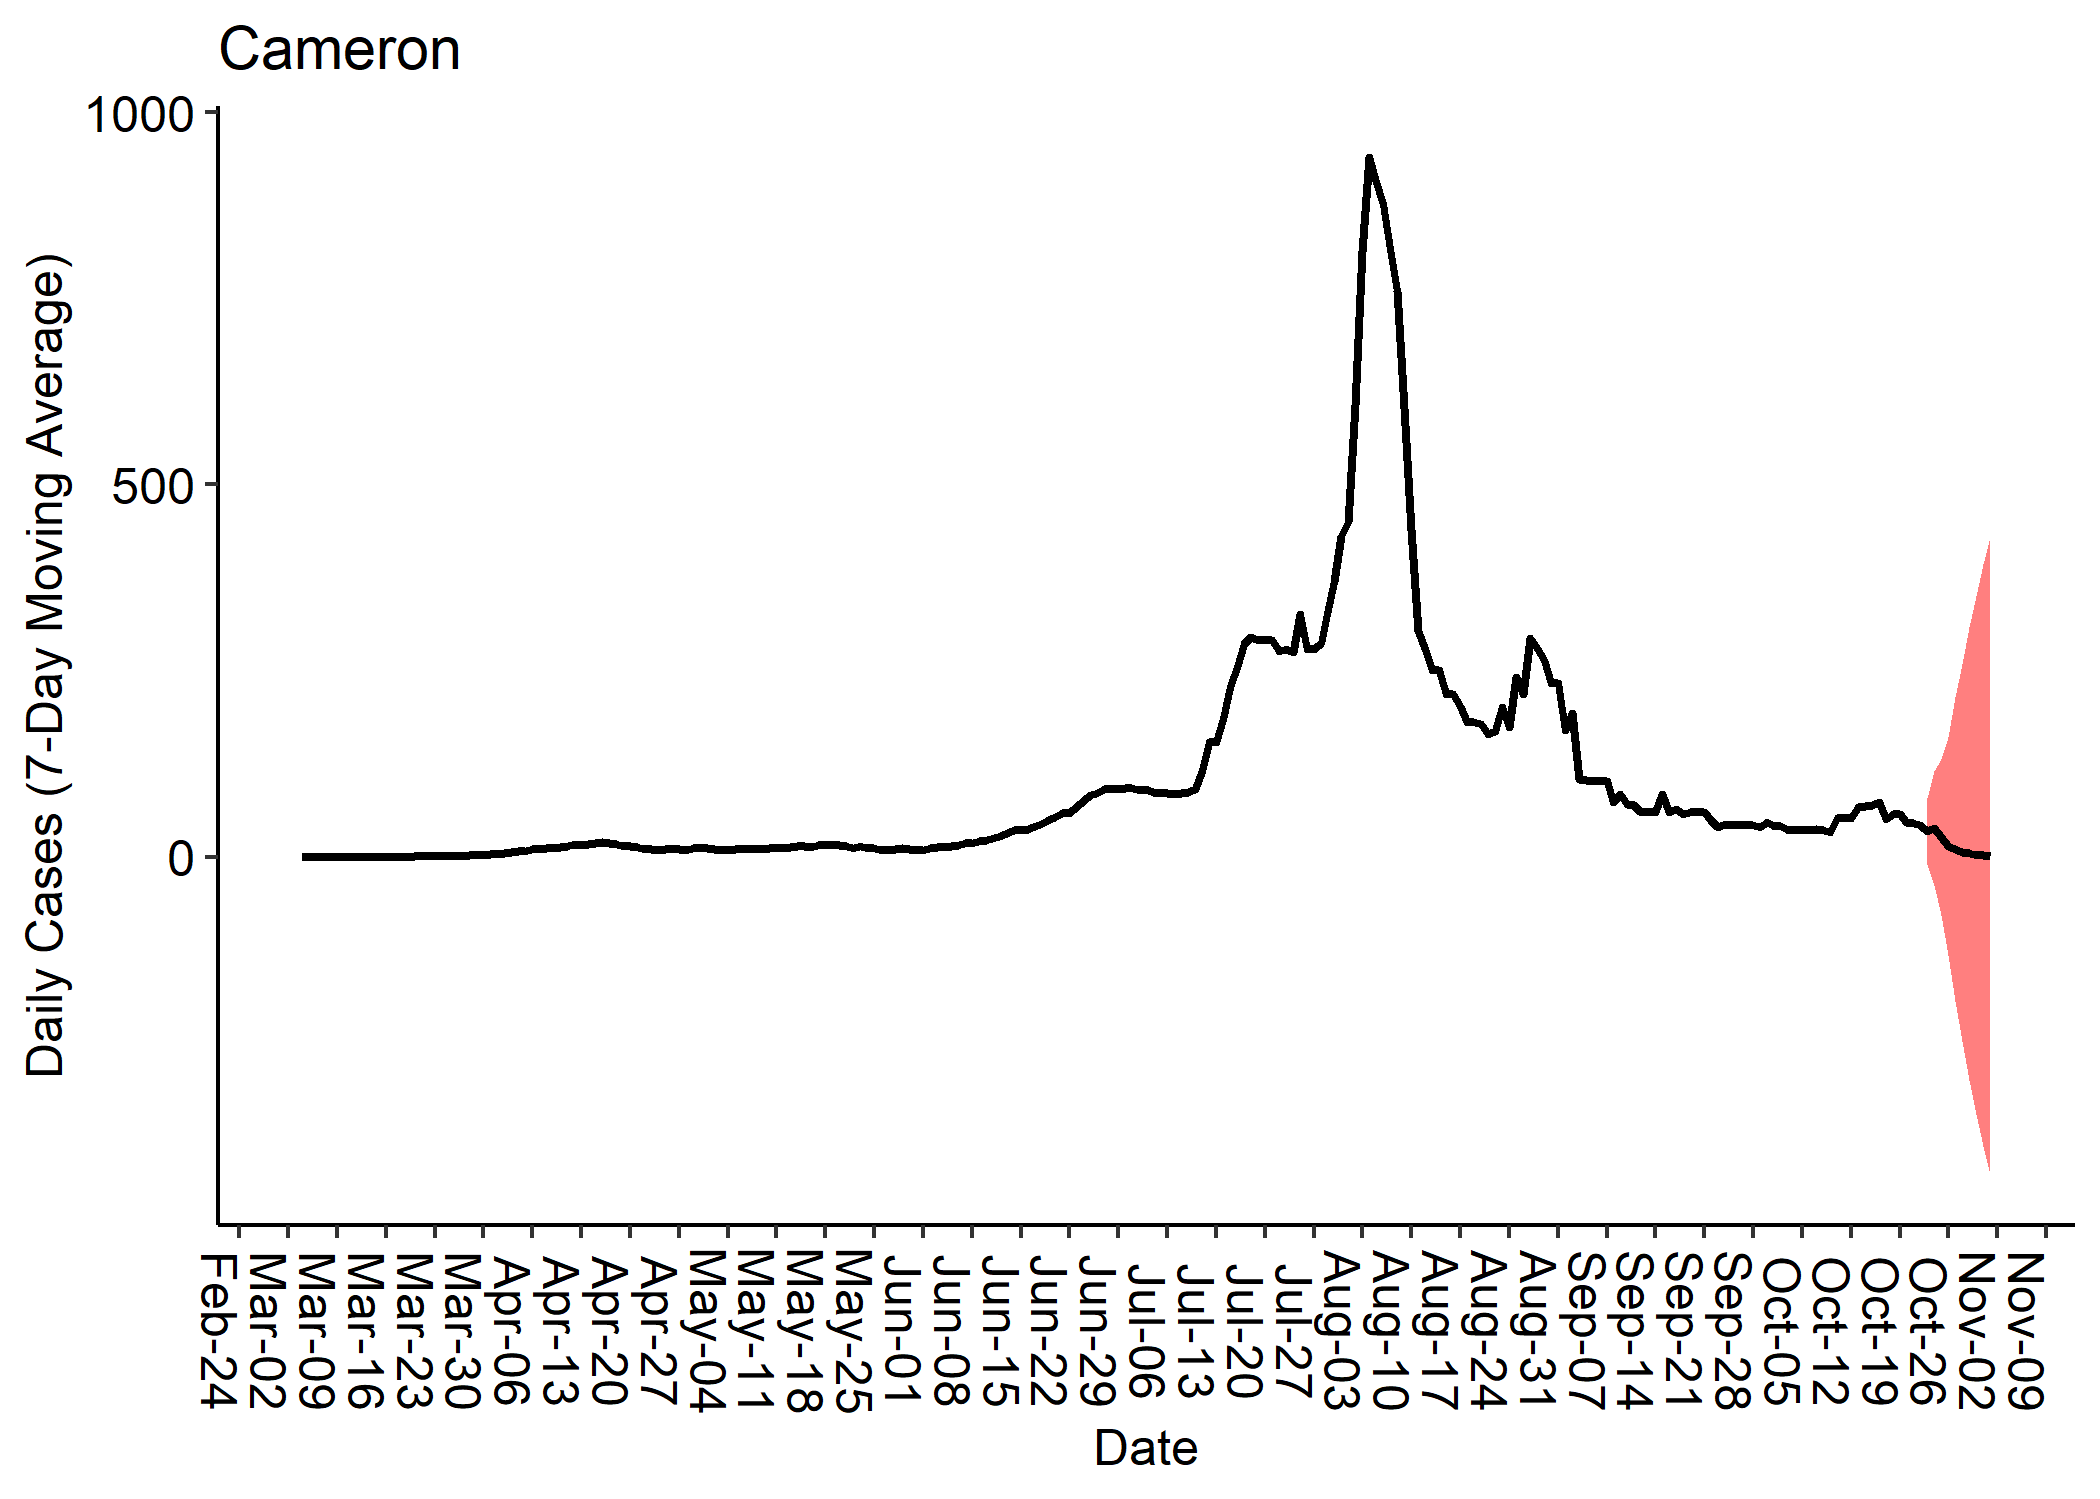 Cameron
1000
500
0
Daily Cases (7-Day Moving Average)
Feb-24
Mar-02
Mar-09
Mar-16
Mar-23
Mar-30
Apr-06
Apr-13
Apr-20
Apr-27
May-04
May-11
May-18
May-25
Jun-01
Jun-08
Jun-15
Jun-22
Jun-29
Jul-06
Jul-13
Jul-20
Jul-27
Aug-03
Aug-10
Aug-17
Aug-24
Aug-31
Sep-07
Sep-14
Sep-21
Sep-28
Oct-05
Oct-12
Oct-19
Oct-26
Nov-02
Nov-09
Date